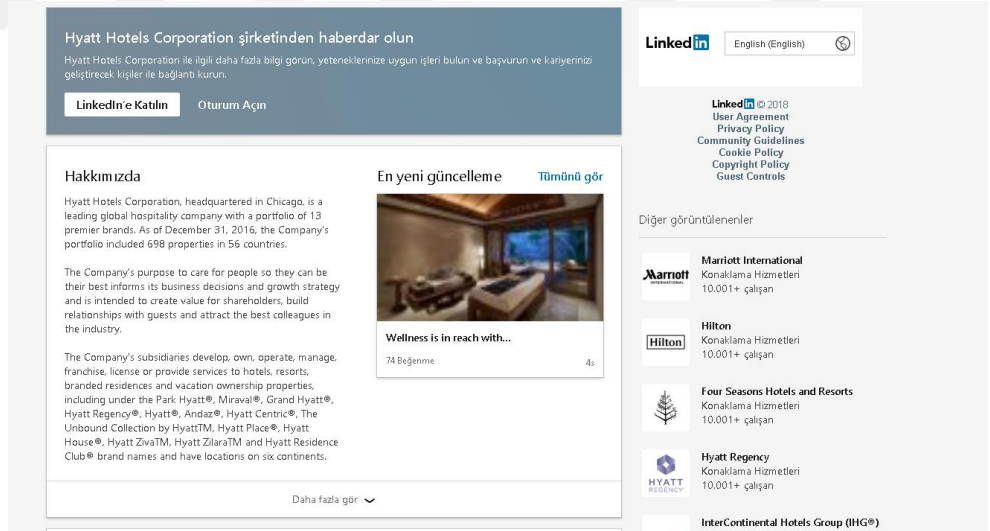 Hyatt Hotels Corporation şirketinden haberdar olun
Hyatt Hotels Corporation ile ilgili daha fazla bilgi görün, yeteneklerinize uygun işleri bulun ve başvurun ve kariyerinizi
geliştirecek kişiler ile bağlantı kurun.
LinkedIn'e Katılın
Oturum Açın
Hakkımızda
Hyatt Hotels Corporation, headquartered in Chicago, is a
leading global hospitality company with a portfolio of 13
premier brands. As of December 31, 2016, the Company's
portfolio included 698 properties in 56 countries.
The Company's purpose to care for people so they can be
their best informs its business decisions and growth strategy
and is intended to create value for shareholders, build
relationships with guests and attract the best colleagues in
the industry.
The Company's subsidiaries develop, own, operate, manage,
franchise, license or provide services to hotels, resorts,
branded residences and vacation ownership properties,
including under the Park Hyatt®, Miraval®, Grand Hyatt®,
Hyatt Regency®, Hyatt®, Andaz®, Hyatt Centric®, The
Unbound Collection by HyattTM, Hyatt Place®, Hyatt
House®, Hyatt ZivaTM, Hyatt ZilaraTM and Hyatt Residence
Club® brand names and have locations on six continents.
En yeni güncelleme
Tümünü gör
Wellness is in reach with...
74 Beğenme
4s
Daha fazla gör
LinkedIn
English (English)
LinkedIn © 2018
User Agreement
Privacy Policy
Community Guidelines
Cookie Policy
Copyright Policy
Guest Controls
Diğer görüntülenenler
Marriott
INTERNATIONAL
Marriott International
Konaklama Hizmetleri
10.001+ çalışan
Hilton
Hilton
Konaklama Hizmetleri
10.001+ çalışan
Four Seasons Hotels and Resorts
Konaklama Hizmetleri
10.001+ çalışan
HYATT
REGENCY
Hyatt Regency
Konaklama Hizmetleri
10.001+ çalışan
InterContinental Hotels Group (IHG®)